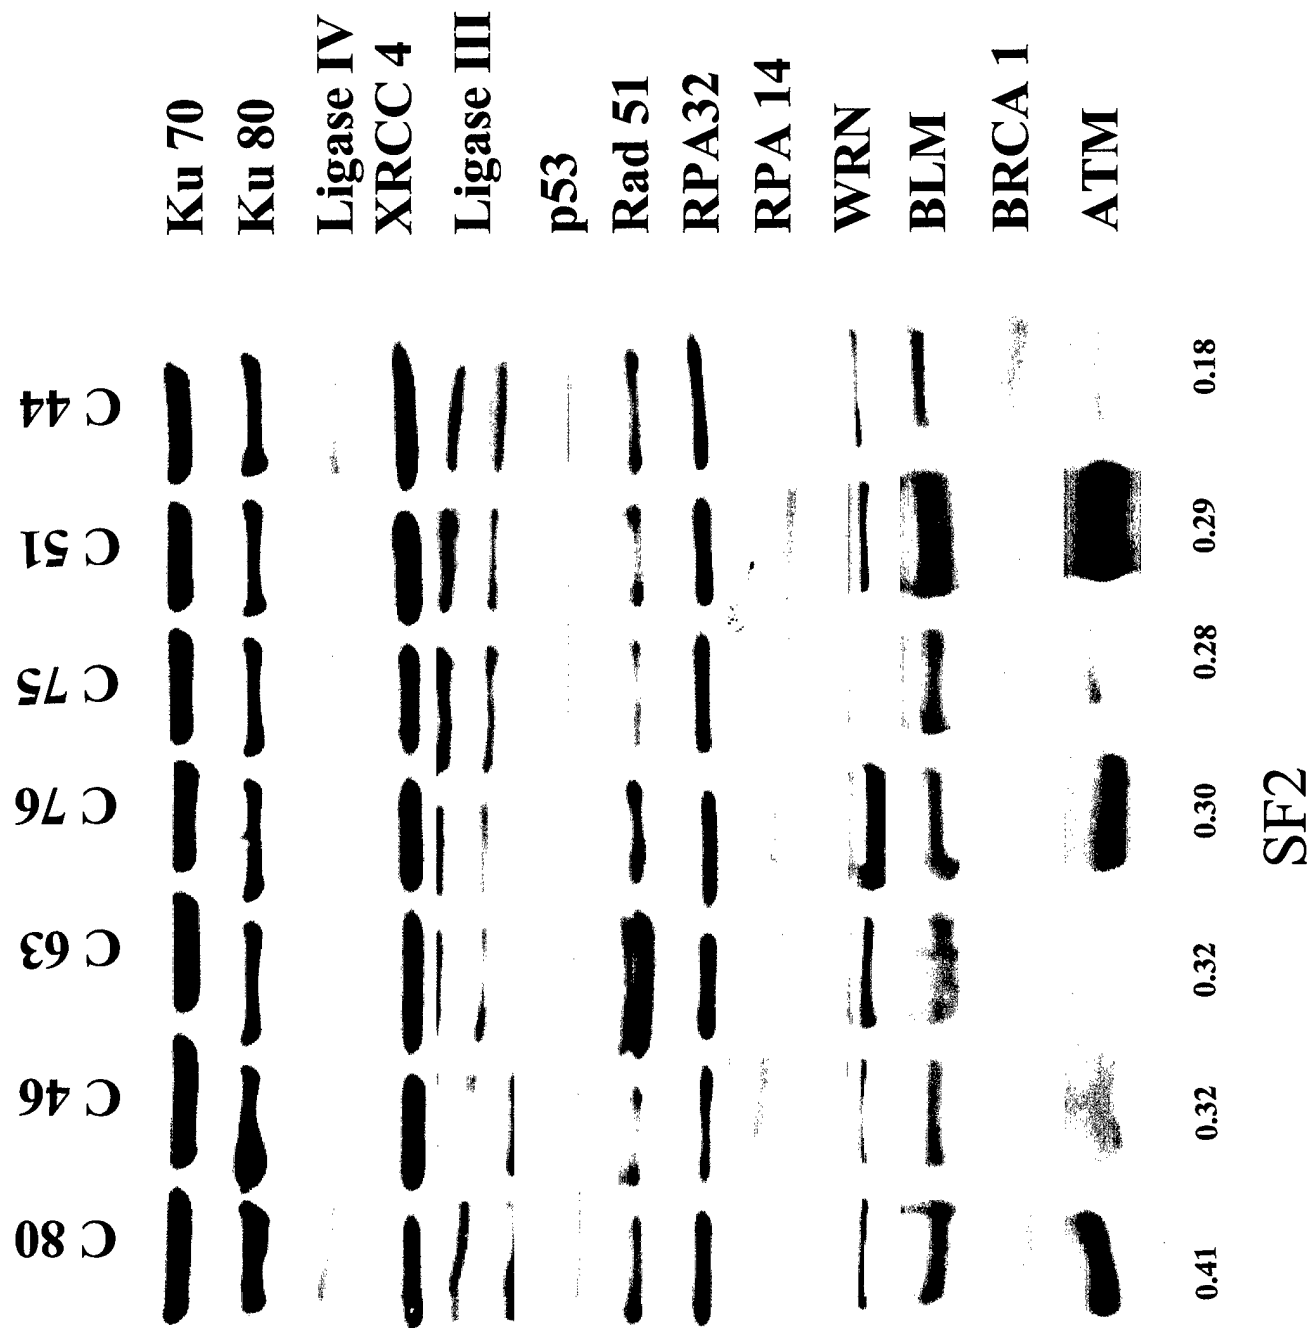 C 44
C 51
C 75
C 76
C 63
C 46
C 80
Ku 70
Ku 80
Ligase IV
XRCC 4
Ligase III
p53
Rad 51
RPA32
RPA 14
WRN
BLM
BRCA 1
ATM
0.18
0.29
0.28
0.30
0.32
0.32
0.41
SF2